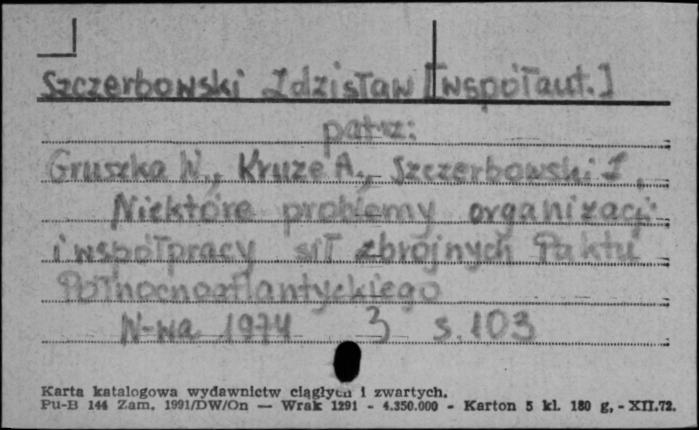 Szczerbowski Zdzisław [współaut.]
patrz:
Gruszka W., Kruze A., Szczerbowski Z.
Niektóre problemy organizacji
i współpracy sił zbrojnych Paktu
Północnoatlantyckiego
W-wa 1974 3 s. 103
Karta katalogowa wydawnictw ciągłych i zwartych.
Pu-B 144 Zam. 1991/DW/On — Wrak 1291 - 4.350.000 - Karton 5 kl. 180 g. - XII.72.